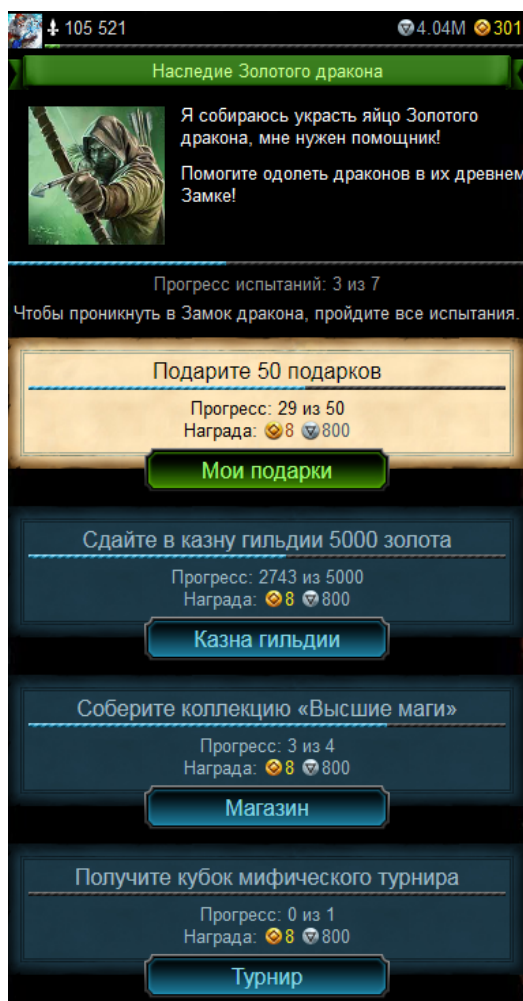 105 521 4.04M 301
Наследие Золотого дракона
Я собираюсь украсть яйцо Золотого
дракона, мне нужен помощник!
Помогите одолеть драконов в их древнем
Замке!
Прогресс испытаний: 3 из 7
Чтобы проникнуть в Замок дракона, пройдите все испытания.
Подарите 50 подарков
Прогресс: 29 из 50
Награда: 8 800
Мои подарки
Сдайте в казну гильдии 5000 золота
Прогресс: 2743 из 5000
Награда: 8 800
Казна гильдии
Соберите коллекцию «Высшие маги»
Прогресс: 3 из 4
Награда: 8 800
Магазин
Получите кубок мифического турнира
Прогресс: 0 из 1
Награда: 8 800
Турнир